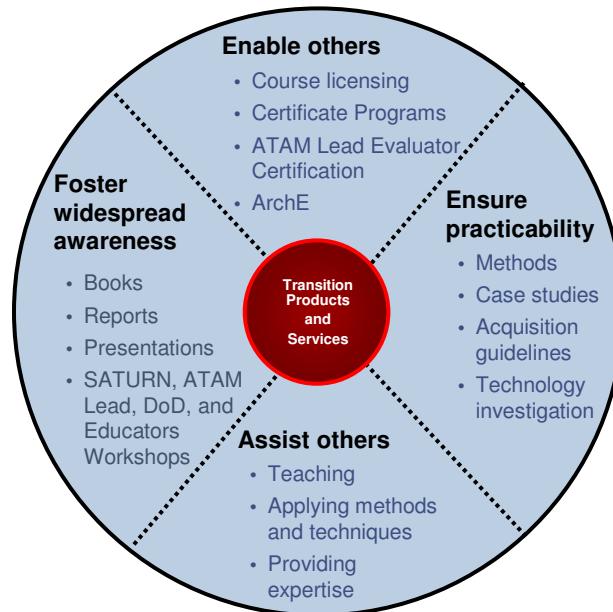 Enable others
• Course licensing
• Certificate Programs
• ATAM Lead Evaluator
Certification
• ArchE
Foster
widespread
awareness
• Books
• Reports
• Presentations
• SATURN, ATAM
Lead, DoD, and
Educators
Workshops
Transition
Products
and
Services
Ensure
practicability
• Methods
• Case studies
• Acquisition
guidelines
• Technology
investigation
Assist others
• Teaching
• Applying methods
and techniques
• Providing
expertise